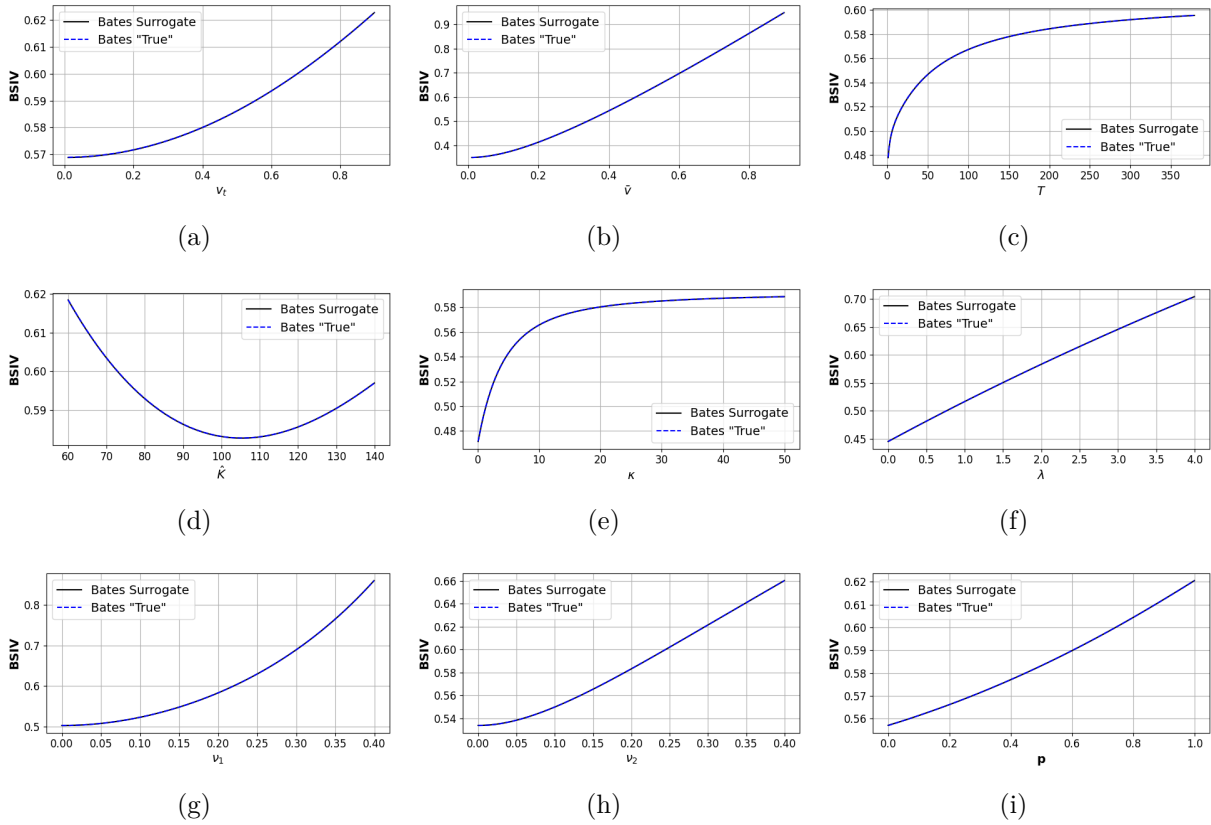 BSIV
0.62
0.61
0.60
0.59
0.58
0.57
Bates Surrogate
Bates "True"
0.0 0.2 0.4 0.6 0.8
v_t
(a)
BSIV
0.9
0.8
0.7
0.6
0.5
0.4
Bates Surrogate
Bates "True"
0.0 0.2 0.4 0.6 0.8
v̄
(b)
BSIV
0.60
0.58
0.56
0.54
0.52
0.50
0.48
Bates Surrogate
Bates "True"
0 50 100 150 200 250 300 350
T
(c)
BSIV
0.62
0.61
0.60
0.59
Bates Surrogate
Bates "True"
60 70 80 90 100 110 120 130 140
K̂
(d)
BSIV
0.58
0.56
0.54
0.52
0.50
0.48
Bates Surrogate
Bates "True"
0 10 20 30 40 50
κ
(e)
BSIV
0.70
0.65
0.60
0.55
0.50
0.45
Bates Surrogate
Bates "True"
0.0 0.5 1.0 1.5 2.0 2.5 3.0 3.5 4.0
λ
(f)
BSIV
0.8
0.7
0.6
0.5
Bates Surrogate
Bates "True"
0.00 0.05 0.10 0.15 0.20 0.25 0.30 0.35 0.40
ν₁
(g)
BSIV
0.66
0.64
0.62
0.60
0.58
0.56
0.54
Bates Surrogate
Bates "True"
0.00 0.05 0.10 0.15 0.20 0.25 0.30 0.35 0.40
ν₂
(h)
BSIV
0.62
0.61
0.60
0.59
0.58
0.57
0.56
Bates Surrogate
Bates "True"
0.0 0.2 0.4 0.6 0.8 1.0
p
(i)